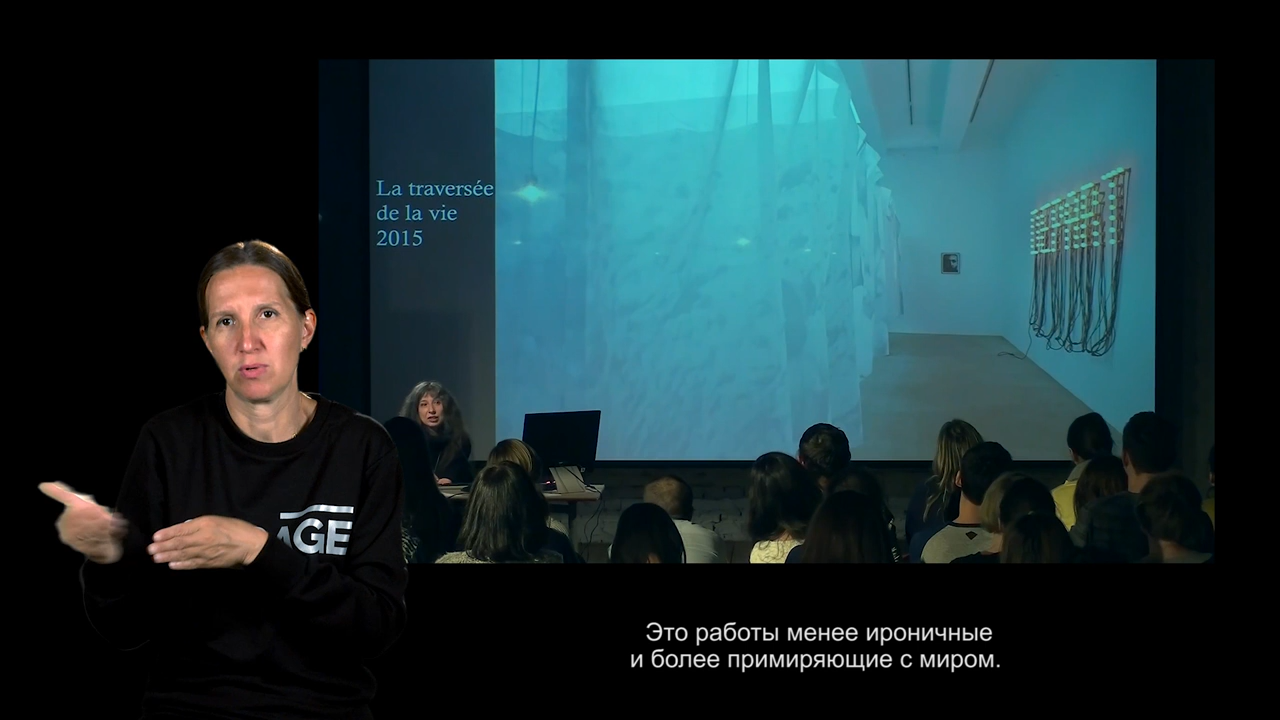 La traversée
de la vie
2015
AGE
Это работы менее ироничные
и более примиряющие с миром.